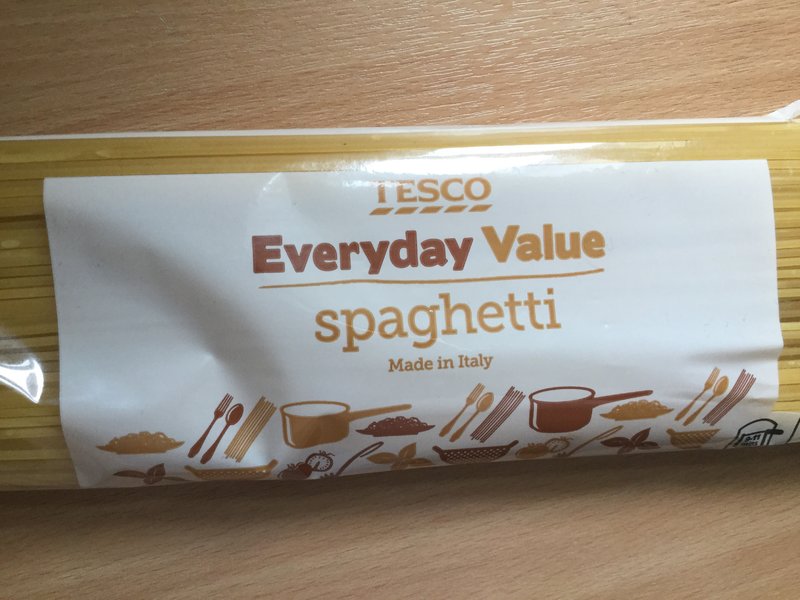 TESCO
Everyday Value
spaghetti
Made in Italy